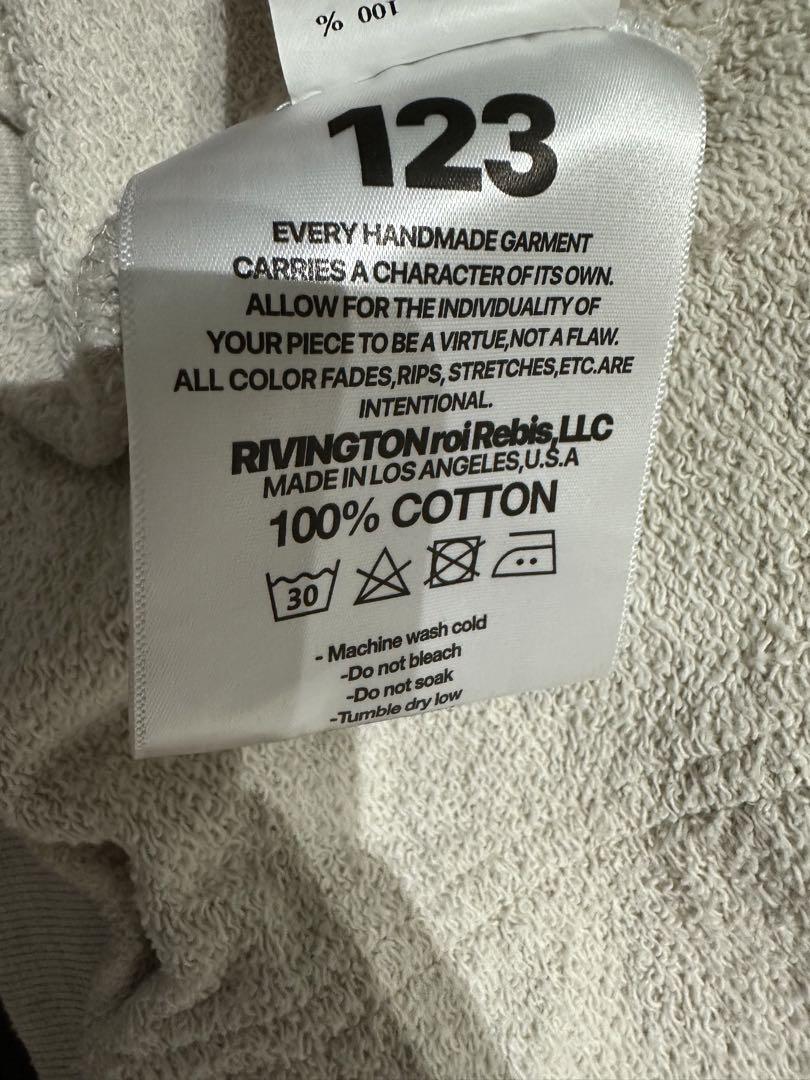 100 %
123
EVERY HANDMADE GARMENT
CARRIES A CHARACTER OF ITS OWN.
ALLOW FOR THE INDIVIDUALITY OF
YOUR PIECE TO BE A VIRTUE,NOT A FLAW.
ALL COLOR FADES,RIPS, STRETCHES,ETC.ARE
INTENTIONAL.
RIVINGTON roi Rebis,LLC
MADE IN LOS ANGELES,U.S.A
100% COTTON
30
- Machine wash cold
-Do not bleach
-Do not soak
-Tumble dry low